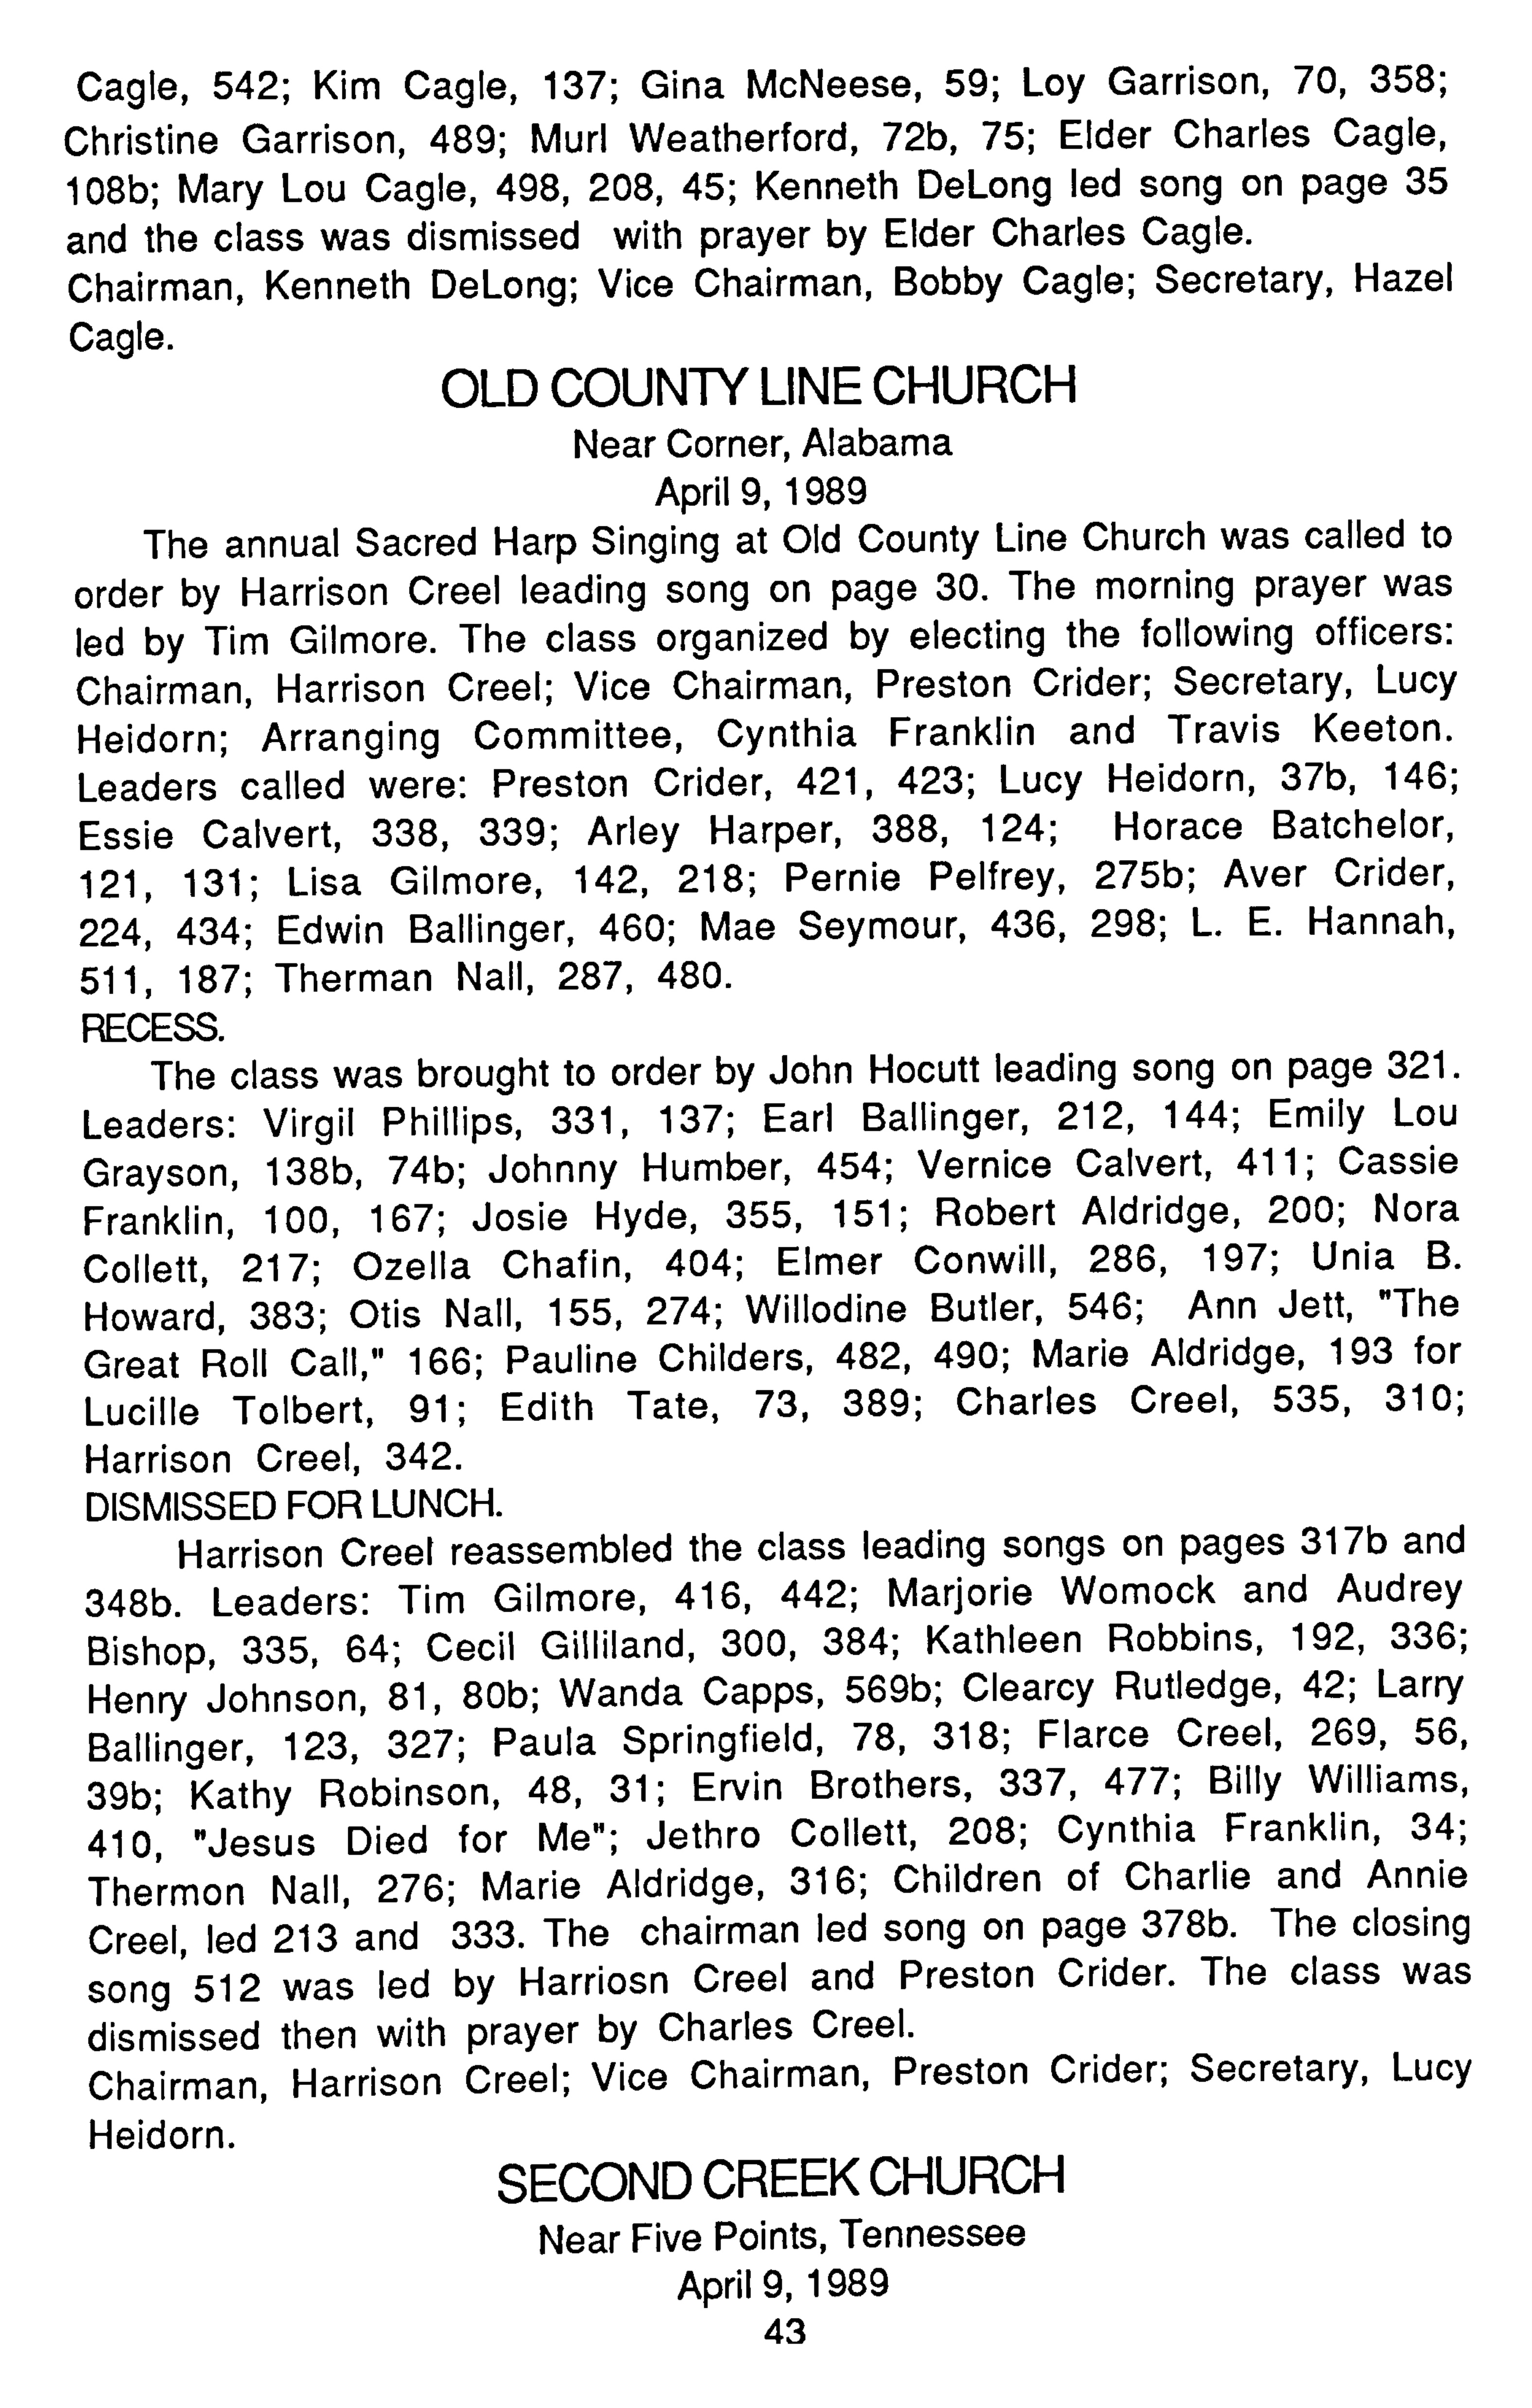 Cagle, 542; Kim Cagle, 137; Gina McNeese, 59; Loy Garrison, 70, 358;
Christine Garrison, 489; Murl Weatherford, 72b, 75; Elder Charles Cagle,
108b; Mary Lou Cagle, 498, 208, 45; Kenneth DeLong led song on page 35
and the class was dismissed with prayer by Elder Charles Cagle.
Chairman, Kenneth DeLong; Vice Chairman, Bobby Cagle; Secretary, Hazel
Cagle.
OLD COUNTY LINE CHURCH
Near Corner, Alabama
April 9, 1989
The annual Sacred Harp Singing at Old County Line Church was called to
order by Harrison Creel leading song on page 30. The morning prayer was
led by Tim Gilmore. The class organized by electing the following officers:
Chairman, Harrison Creel; Vice Chairman, Preston Crider; Secretary, Lucy
Heidorn; Arranging Committee, Cynthia Franklin and Travis Keeton.
Leaders called were: Preston Crider, 421, 423; Lucy Heidorn, 37b, 146;
Essie Calvert, 338, 339; Arley Harper, 388, 124; Horace Batchelor,
121, 131; Lisa Gilmore, 142, 218; Pernie Pelfrey, 275b; Aver Crider,
224, 434; Edwin Ballinger, 460; Mae Seymour, 436, 298; L. E. Hannah,
511, 187; Therman Nall, 287, 480.
RECESS.
The class was brought to order by John Hocutt leading song on page 321.
Leaders: Virgil Phillips, 331, 137; Earl Ballinger, 212, 144; Emily Lou
Grayson, 138b, 74b; Johnny Humber, 454; Vernice Calvert, 411; Cassie
Franklin, 100, 167; Josie Hyde, 355, 151; Robert Aldridge, 200; Nora
Collett, 217; Ozella Chafin, 404; Elmer Conwill, 286, 197; Unia B.
Howard, 383; Otis Nall, 155, 274; Willodine Butler, 546; Ann Jett, "The
Great Roll Call," 166; Pauline Childers, 482, 490; Marie Aldridge, 193 for
Lucille Tolbert, 91; Edith Tate, 73, 389; Charles Creel, 535, 310;
Harrison Creel, 342.
DISMISSED FOR LUNCH.
Harrison Creel reassembled the class leading songs on pages 317b and
348b. Leaders: Tim Gilmore, 416, 442; Marjorie Womock and Audrey
Bishop, 335, 64; Cecil Gilliland, 300, 384; Kathleen Robbins, 192, 336;
Henry Johnson, 81, 80b; Wanda Capps, 569b; Clearcy Rutledge, 42; Larry
Ballinger, 123, 327; Paula Springfield, 78, 318; Flarce Creel, 269, 56,
39b; Kathy Robinson, 48, 31; Ervin Brothers, 337, 477; Billy Williams,
410, "Jesus Died for Me"; Jethro Collett, 208; Cynthia Franklin, 34;
Thermon Nall, 276; Marie Aldridge, 316; Children of Charlie and Annie
Creel, led 213 and 333. The chairman led song on page 378b. The closing
song 512 was led by Harriosn Creel and Preston Crider. The class was
dismissed then with prayer by Charles Creel.
Chairman, Harrison Creel; Vice Chairman, Preston Crider; Secretary, Lucy
Heidorn.
SECOND CREEK CHURCH
Near Five Points, Tennessee
April 9, 1989
43